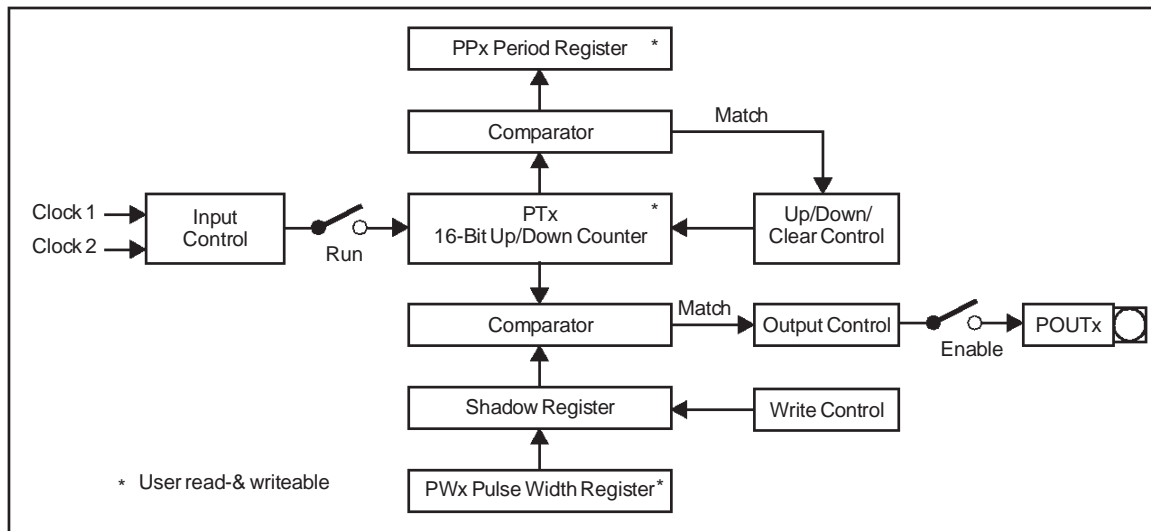 PPx Period Register *
Comparator
Match
Clock 1
Clock 2
Input
Control
Run
PTx *
16-Bit Up/Down Counter
Up/Down/
Clear Control
Comparator
Match
Output Control
Enable
POUTx
Shadow Register
Write Control
* User read-& writeable
PWx Pulse Width Register*